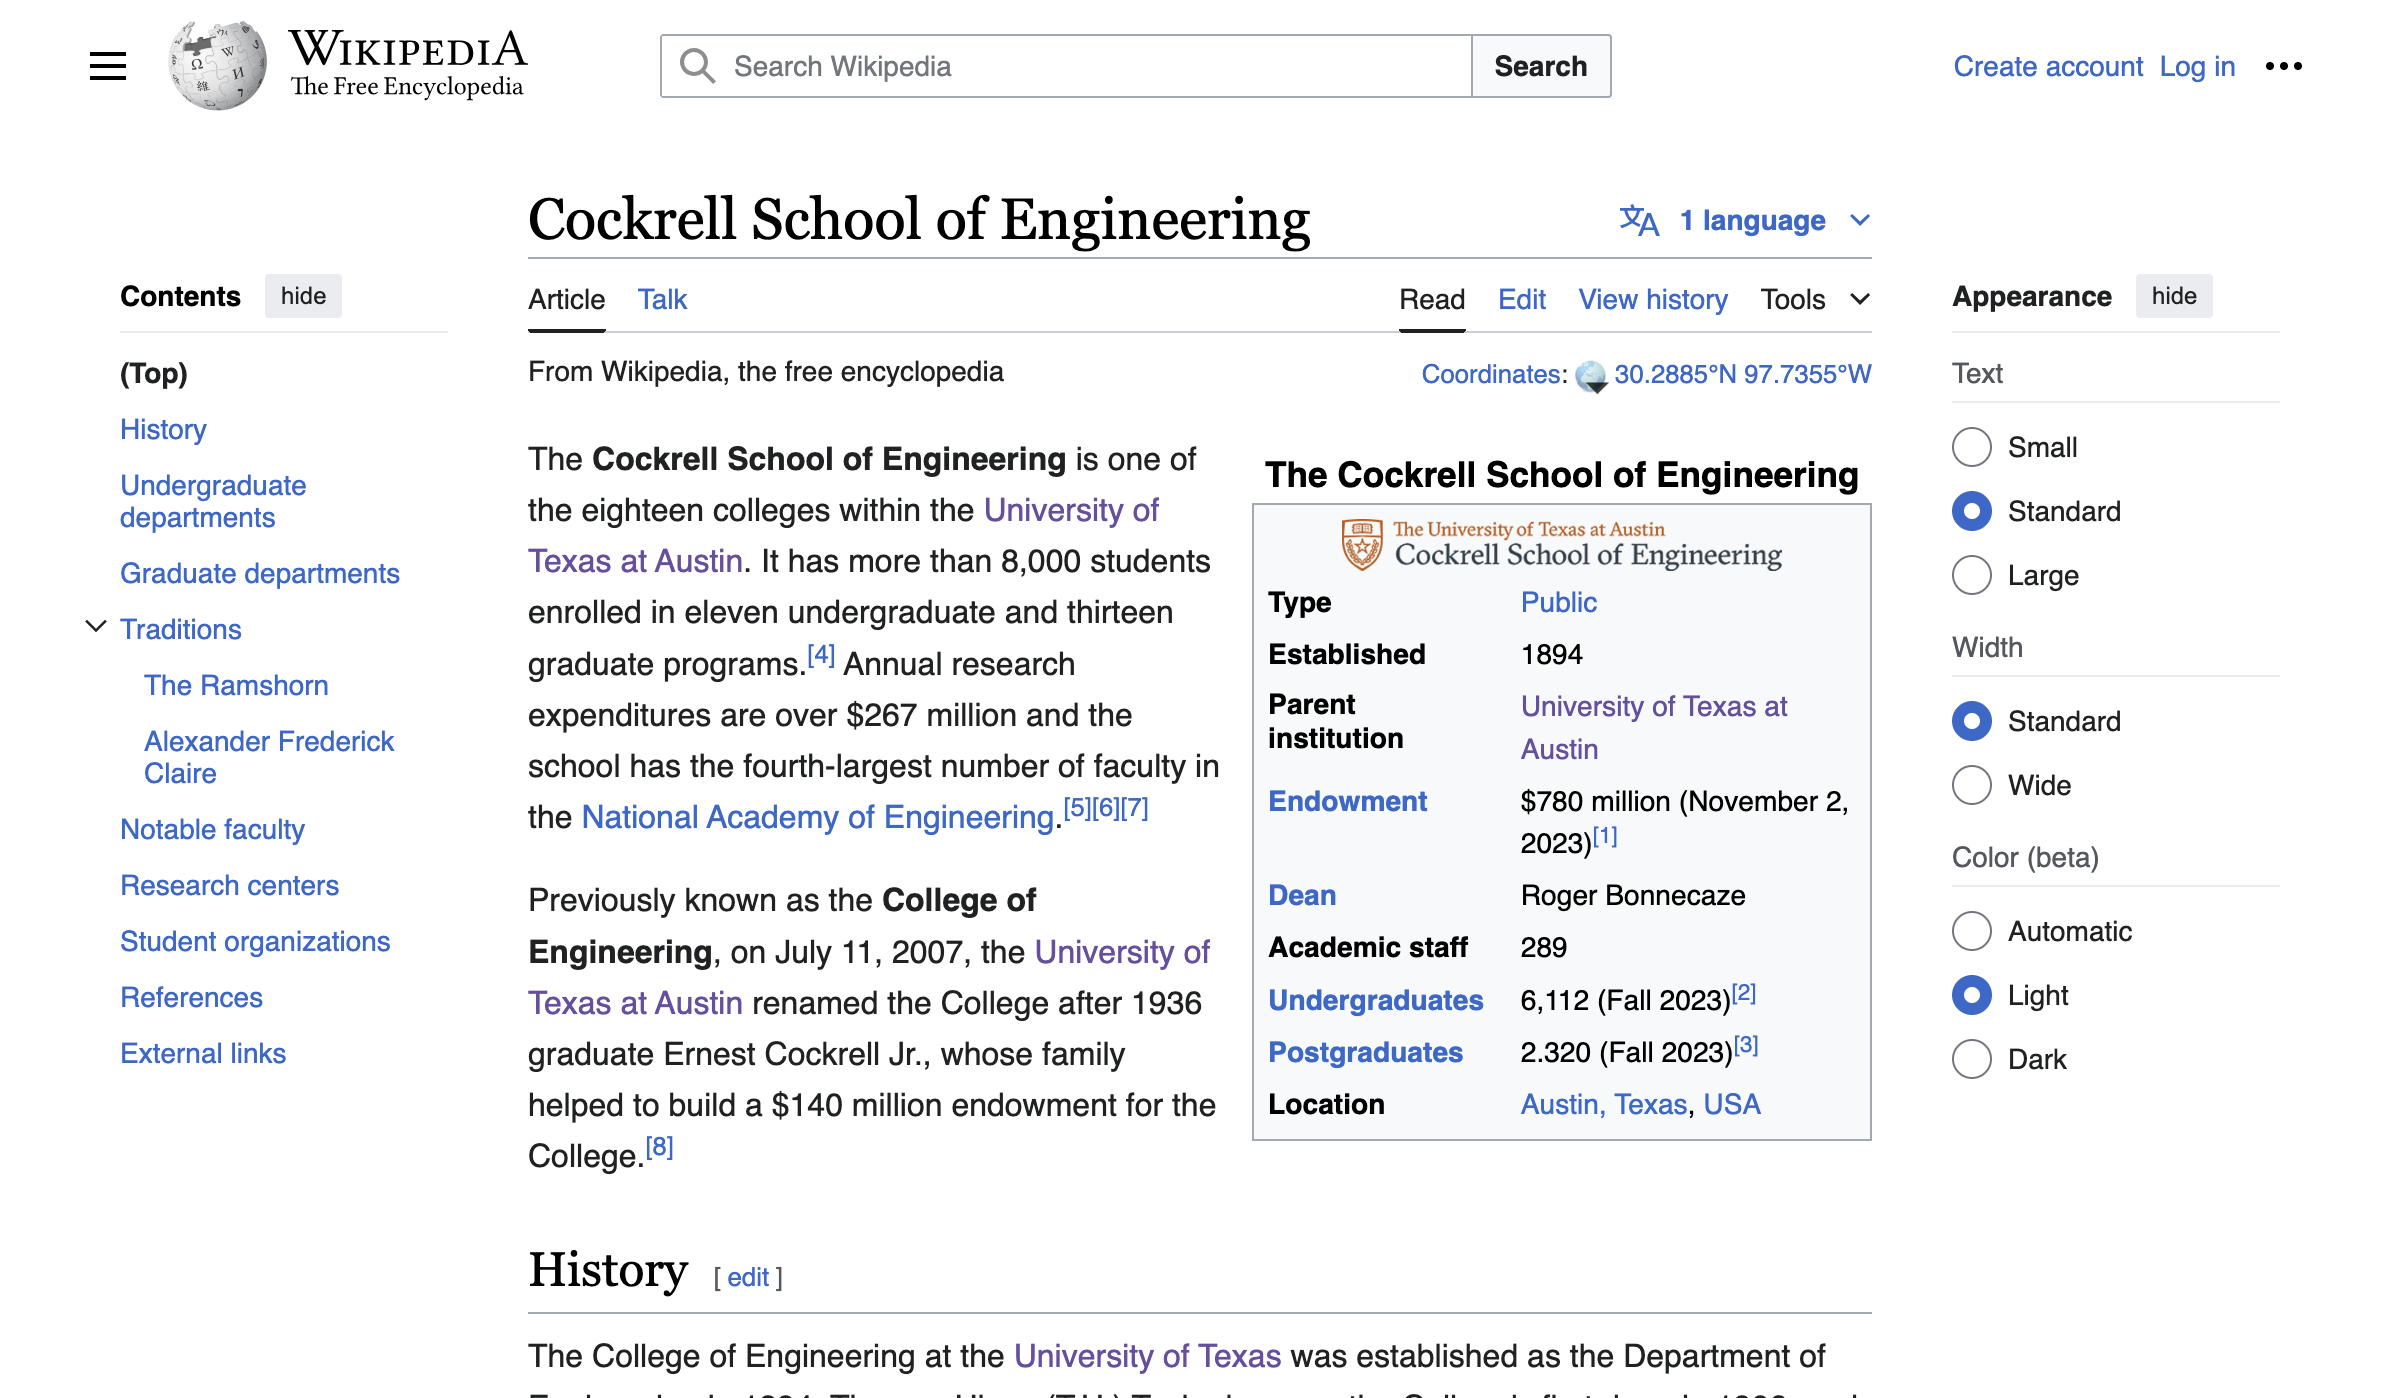 WIKIPEDIA
The Free Encyclopedia
Search Wikipedia
Search
Create account Log in
Contents hide
(Top)
History
Undergraduate
departments
Graduate departments
Traditions
The Ramshorn
Alexander Frederick
Claire
Notable faculty
Research centers
Student organizations
References
External links
Cockrell School of Engineering
1 language
Article Talk
Read Edit View history Tools
From Wikipedia, the free encyclopedia
Coordinates: 30.2885°N 97.7355°W
The Cockrell School of Engineering is one of
the eighteen colleges within the University of
Texas at Austin. It has more than 8,000 students
enrolled in eleven undergraduate and thirteen
graduate programs.[4] Annual research
expenditures are over $267 million and the
school has the fourth-largest number of faculty in
the National Academy of Engineering.[5][6][7]
Previously known as the College of
Engineering, on July 11, 2007, the University of
Texas at Austin renamed the College after 1936
graduate Ernest Cockrell Jr., whose family
helped to build a $140 million endowment for the
College.[8]
The Cockrell School of Engineering
The University of Texas at Austin
Cockrell School of Engineering
Type Public
Established 1894
Parent
institution
University of Texas at
Austin
Endowment $780 million (November 2,
2023)[1]
Dean Roger Bonnecaze
Academic staff 289
Undergraduates 6,112 (Fall 2023)[2]
Postgraduates 2.320 (Fall 2023)[3]
Location Austin, Texas, USA
History [ edit ]
The College of Engineering at the University of Texas was established as the Department of
Appearance hide
Text
Small
Standard
Large
Width
Standard
Wide
Color (beta)
Automatic
Light
Dark